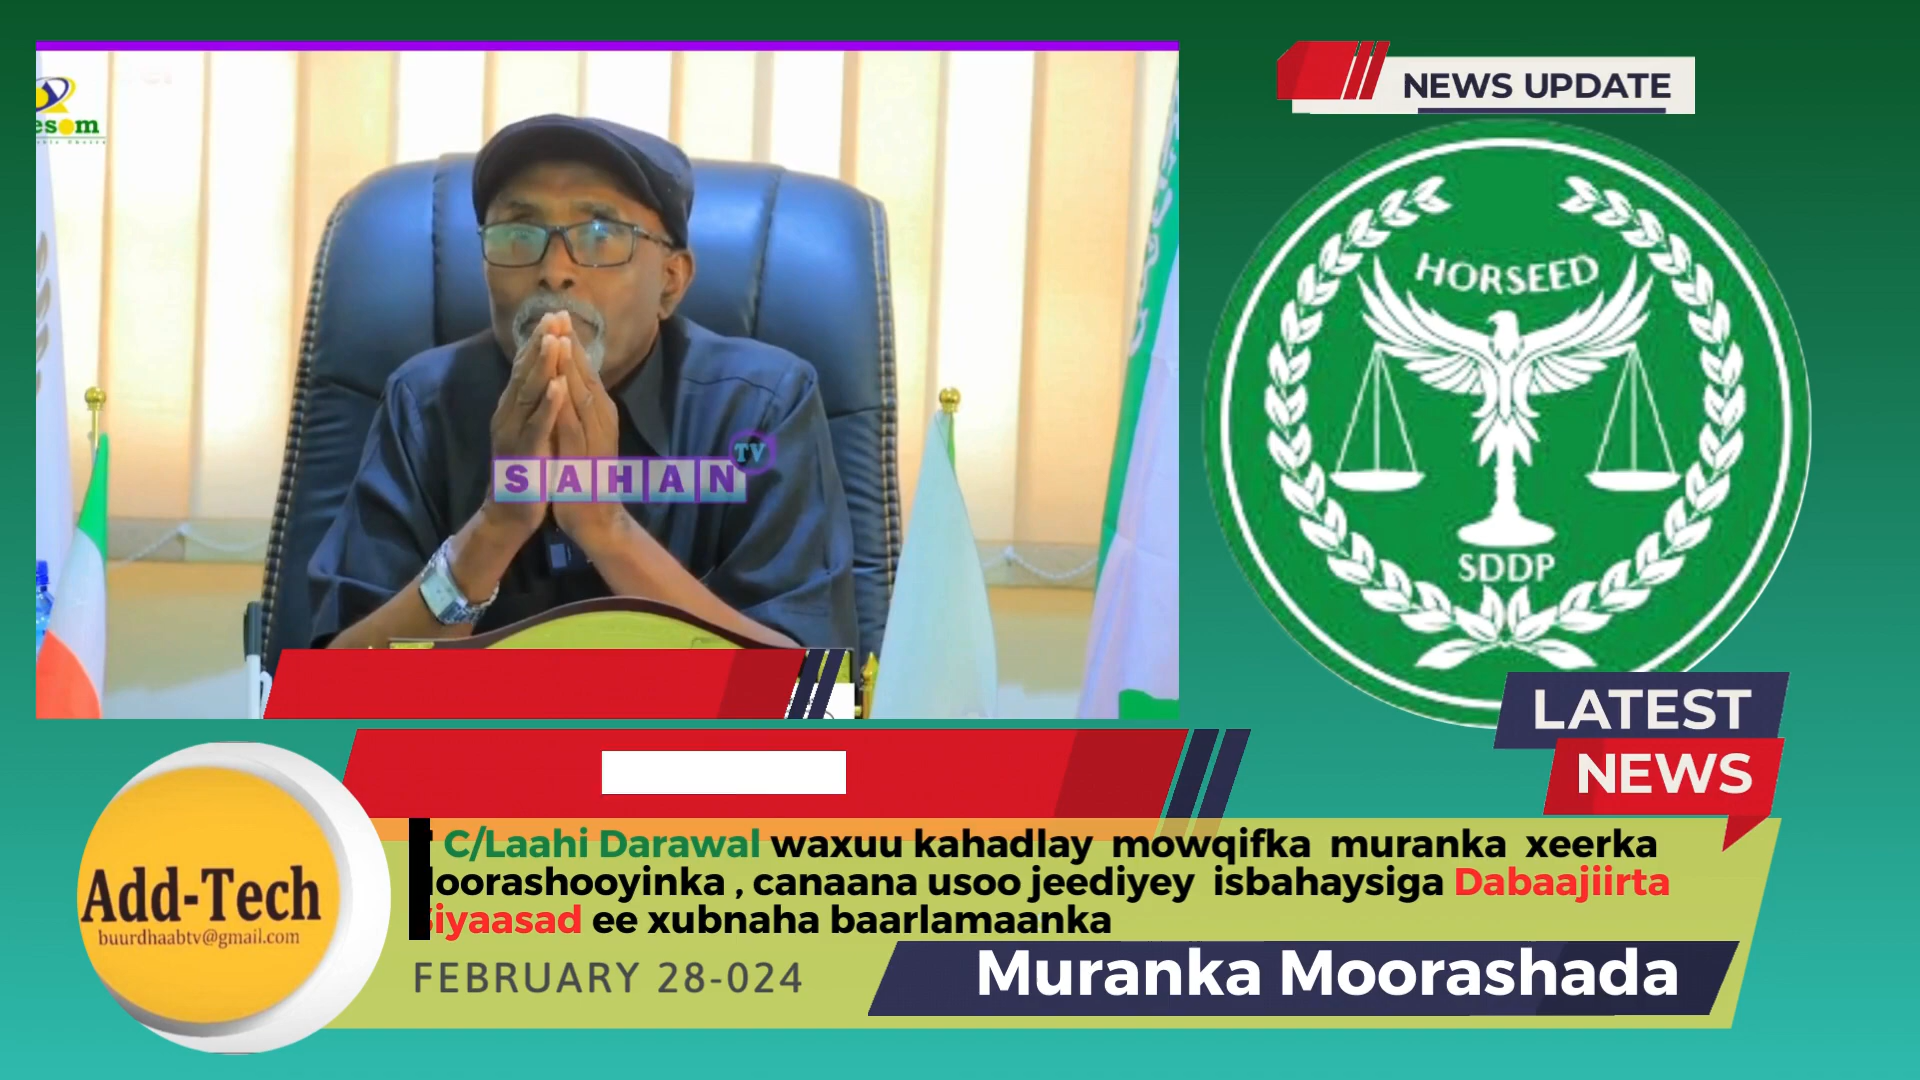 NEWS UPDATE
esom
HORSEED
SDDP
SAHAN TV
LATEST
NEWS
C/Laahi Darawal waxuu kahadlay mowqifka muranka xeerka
oorashooyinka , canaana usoo jeediyey isbahaysiga Dabaajiirta
iyaasad ee xubnaha baarlamaanka
Add-Tech
buurdhaabtv@gmail.com
FEBRUARY 28-024
Muranka Moorashada